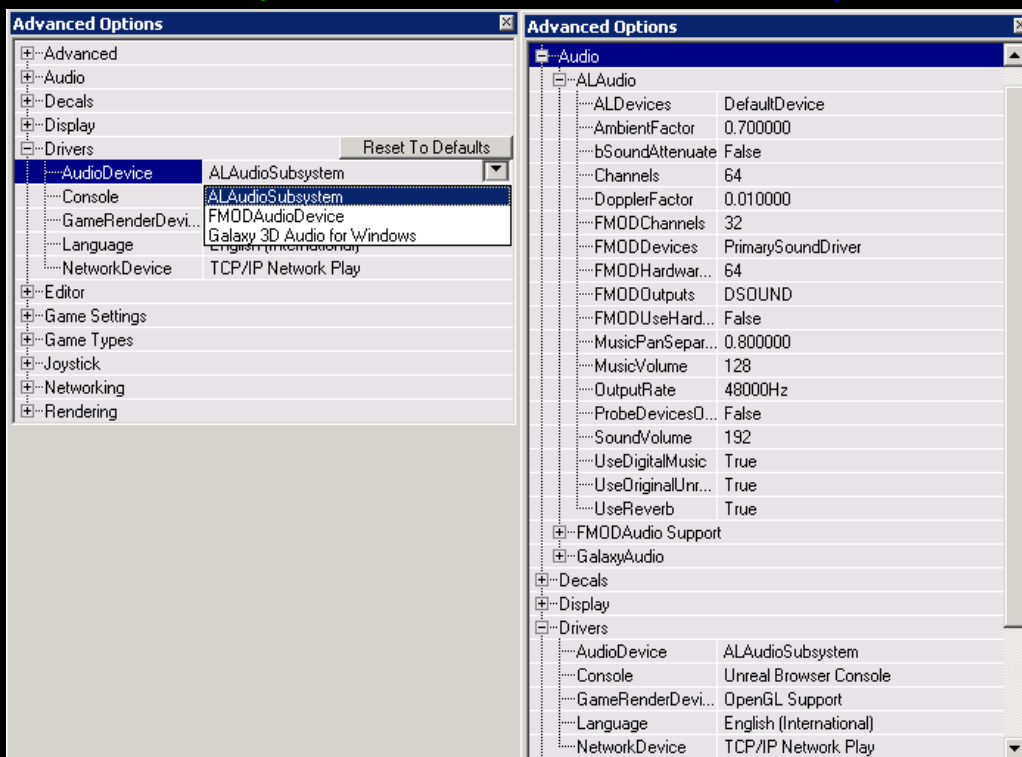 Advanced Options
Advanced
Audio
Decals
Display
Drivers
Reset To Defaults
AudioDevice ALAudioSubsystem
ALAudioSubsystem
FMODAudioDevice
Galaxy 3D Audio for Windows
Console
GameRenderDevi...
Language English (International)
NetworkDevice TCP/IP Network Play
Editor
Game Settings
Game Types
Joystick
Networking
Rendering
Advanced Options
Audio
ALAudio
ALDevices DefaultDevice
AmbientFactor 0.700000
bSoundAttenuate False
Channels 64
DopplerFactor 0.010000
FMODChannels 32
FMODDevices PrimarySoundDriver
FMODHardwar... 64
FMODOutputs DSOUND
FMODUseHard... False
MusicPanSepar... 0.800000
MusicVolume 128
OutputRate 48000Hz
ProbeDevicesO... False
SoundVolume 192
UseDigitalMusic True
UseOriginalUnr... True
UseReverb True
FMODAudio Support
GalaxyAudio
Decals
Display
Drivers
AudioDevice ALAudioSubsystem
Console Unreal Browser Console
GameRenderDevi... OpenGL Support
Language English (International)
NetworkDevice TCP/IP Network Play